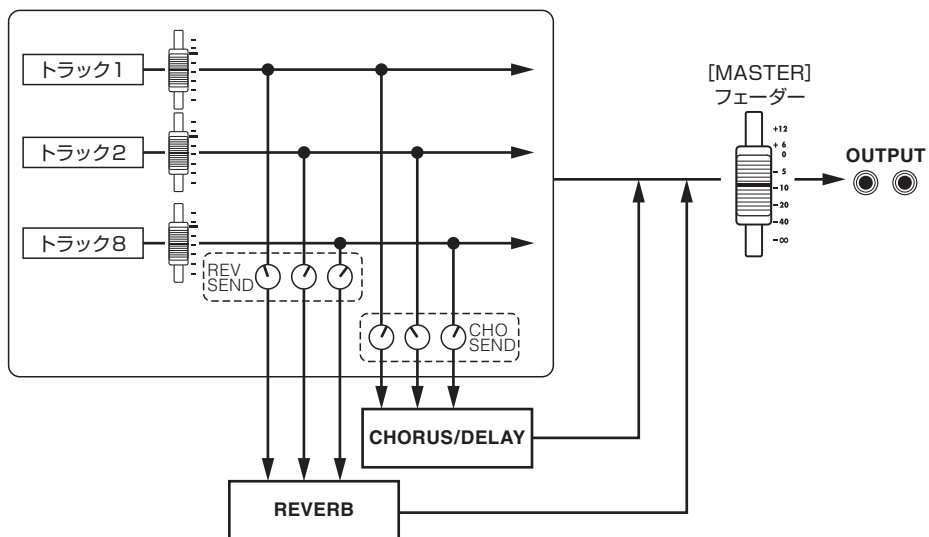 トラック1
トラック2
トラック8
REV
SEND
CHO
SEND
CHORUS/DELAY
REVERB
[MASTER]
フェーダー
+12
+ 6
0
- 5
-10
-20
-40
-∞
OUTPUT